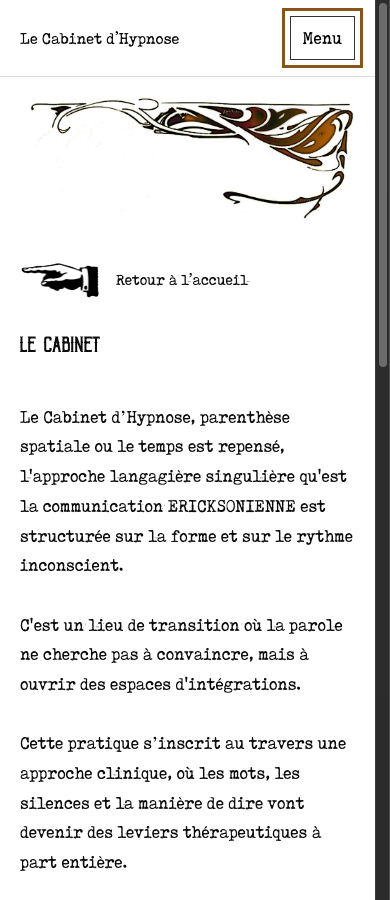 Le Cabinet d’Hypnose
Menu
Retour à l’accueil
LE CABINET
Le Cabinet d’Hypnose, parenthèse
spatiale ou le temps est repensé,
l'approche langagière singulière qu'est
la communication ERICKSONIENNE est
structurée sur la forme et sur le rythme
inconscient.
C'est un lieu de transition où la parole
ne cherche pas à convaincre, mais à
ouvrir des espaces d'intégrations.
Cette pratique s’inscrit au travers une
approche clinique, où les mots, les
silences et la manière de dire vont
devenir des leviers thérapeutiques à
part entière.